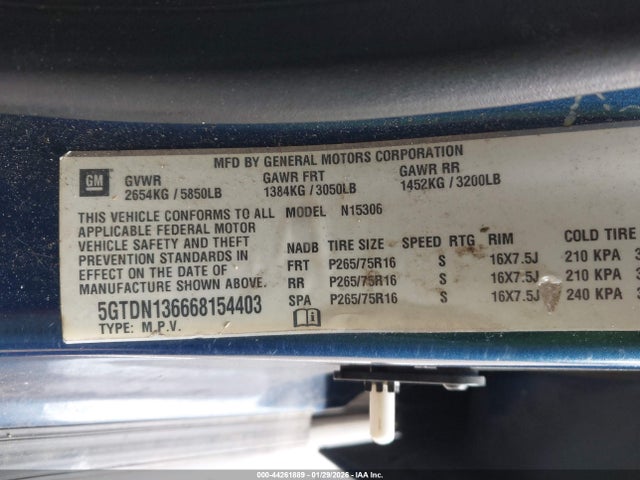 MFD BY GENERAL MOTORS CORPORATION
GM
GVWR GAWR FRT GAWR RR
2654KG / 5850LB 1384KG / 3050LB 1452KG / 3200LB
THIS VEHICLE CONFORMS TO ALL MODEL N15306
APPLICABLE FEDERAL MOTOR
VEHICLE SAFETY AND THEFT
PREVENTION STANDARDS IN
EFFECT ON THE DATE OF
MANUFACTURE SHOWN ABOVE.
5GTDN136668154403
TYPE: M.P.V.
NADB TIRE SIZE SPEED RTG RIM COLD TIRE
FRT P265/75R16 S 16X7.5J 210 KPA
RR P265/75R16 S 16X7.5J 210 KPA
SPA P265/75R16 S 16X7.5J 240 KPA
000-44261889 - 01/29/2026 - IAA Inc.